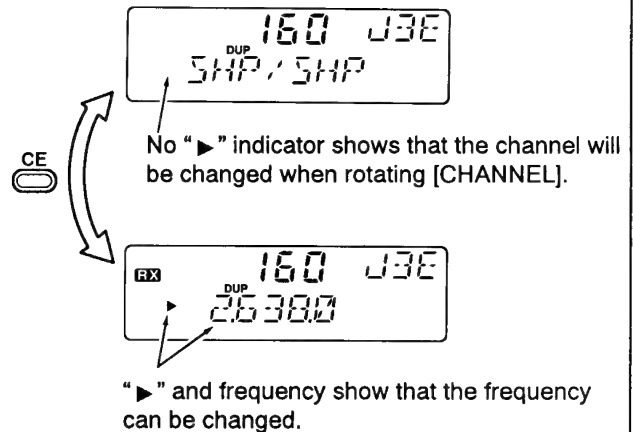 160 J3E
DUP
SHP/SHP
No “ ▶ ” indicator shows that the channel will
be changed when rotating [CHANNEL].
CE
RX 160 J3E
DUP
▶ 2,638.0
“ ▶ ” and frequency show that the frequency
can be changed.